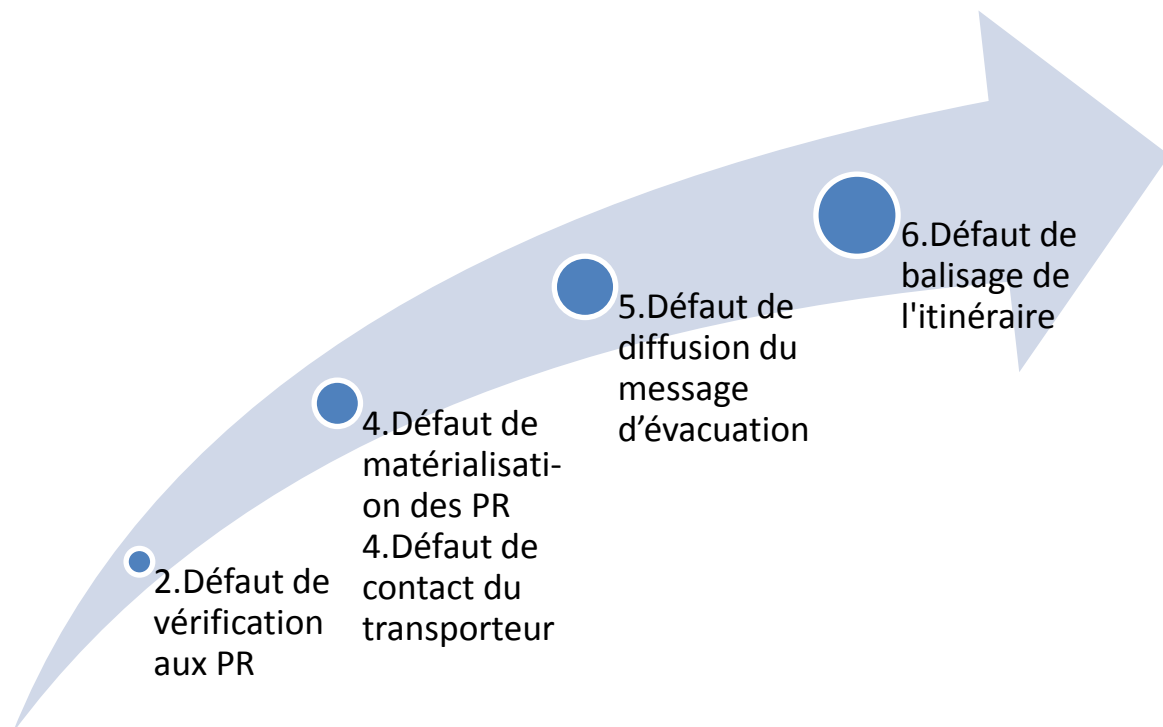 2.Défaut de
vérification
aux PR
4.Défaut de
matérialisati-
on des PR
4.Défaut de
contact du
transporteur
5.Défaut de
diffusion du
message
d’évacuation
6.Défaut de
balisage de
l'itinéraire